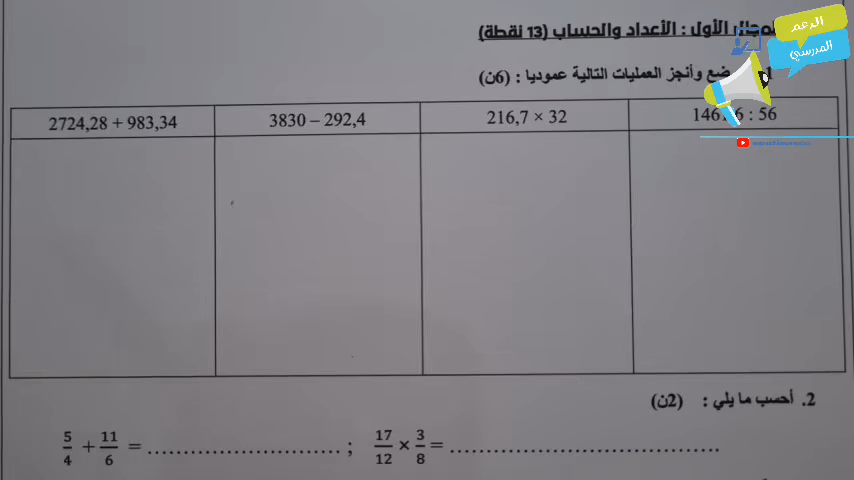 الدعم
المدرسي
المجال الأول : الأعداد والحساب (13 نقطة)
1. ضع وأنجز العمليات التالية عموديا : (6ن)
2724,28 + 983,34
3830 – 292,4
216,7 × 32
: 56
2. أحسب ما يلي : (2ن)
5/4 + 11/6 = .............................. ; 17/12 × 3/8 = ........................................